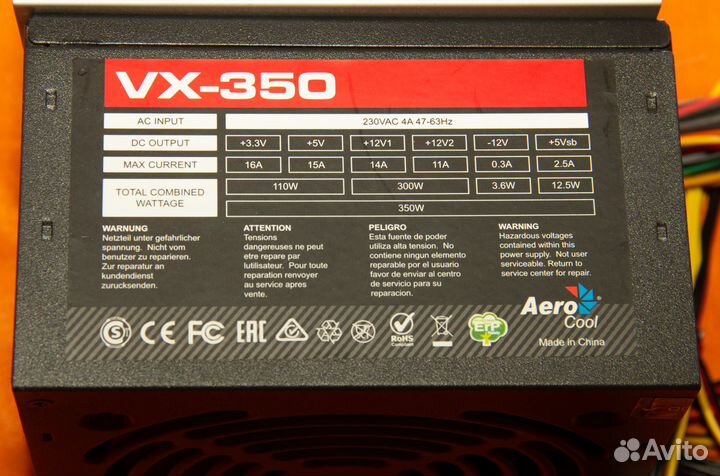 VX-350
AC INPUT 230VAC 4A 47-63Hz
DC OUTPUT +3.3V +5V +12V1 +12V2 -12V +5Vsb
MAX CURRENT 16A 15A 14A 11A 0.3A 2.5A
TOTAL COMBINED WATTAGE 110W 300W 3.6W 12.5W
350W
WARNUNG
Netzteil unter gefahrlicher
spannung. Nich vom
benutzer zu reparieren.
Zur reparatur an
kundendienst
zurucksenden.
ATTENTION
Tensions
dangereuses ne peut
etre repare par
lutilisateur. Pour toute
reparation renvoyer
au service apres
vente.
PELIGRO
Esta fuente de poder
utiliza alta tension. No
contiene ningun elemento
reparable por el usuario
favor de enviar al centro
de servicio para su
reparacion.
WARNING
Hazardous voltages
contained within this
power supply. Not user
serviceable. Return to
service center for repair.
Aero
Cool
S CE FC EAC RoHS
Compliant
ErP
Made in China
Avito